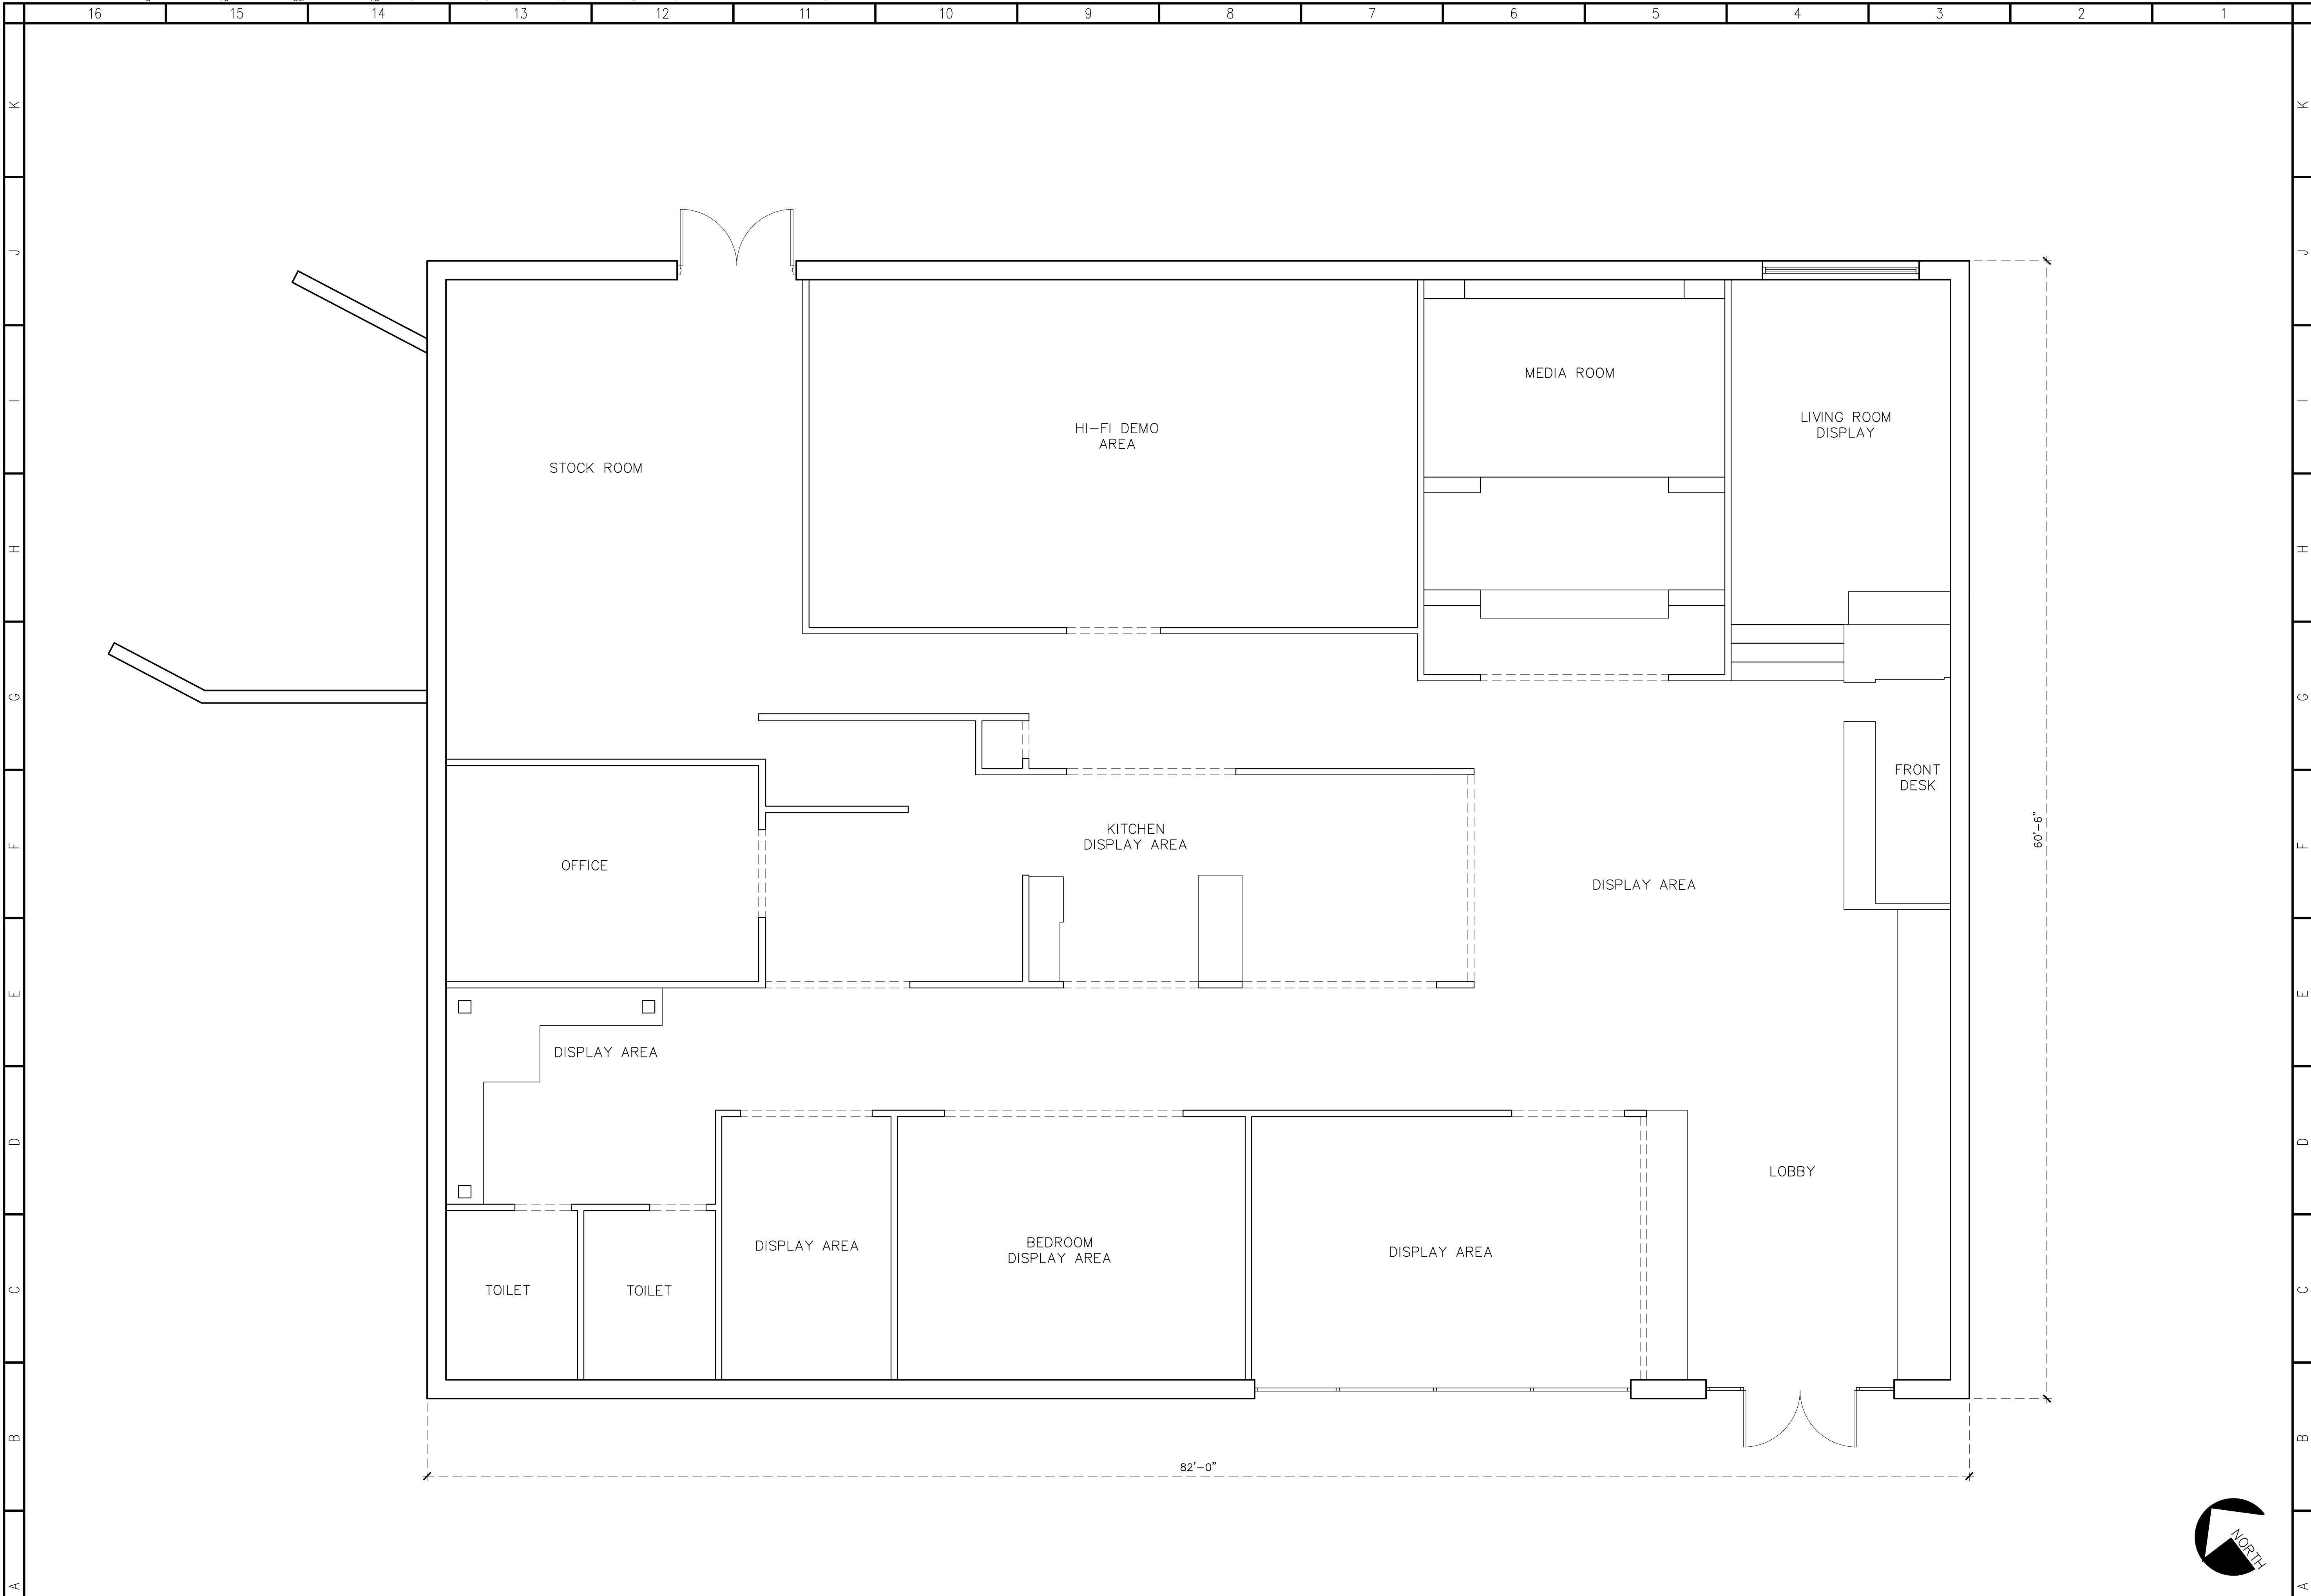 16 15 14 13 12 11 10 9 8 7 6 5 4 3 2 1
K K
J J
I I
H H
G G
F F
E E
D D
C C
B B
A A
MEDIA ROOM
LIVING ROOM
DISPLAY
HI-FI DEMO
AREA
STOCK ROOM
FRONT
DESK
KITCHEN
DISPLAY AREA
60'-6"
OFFICE
DISPLAY AREA
DISPLAY AREA
LOBBY
DISPLAY AREA
BEDROOM
DISPLAY AREA
DISPLAY AREA
TOILET
TOILET
82'-0"
NORTH